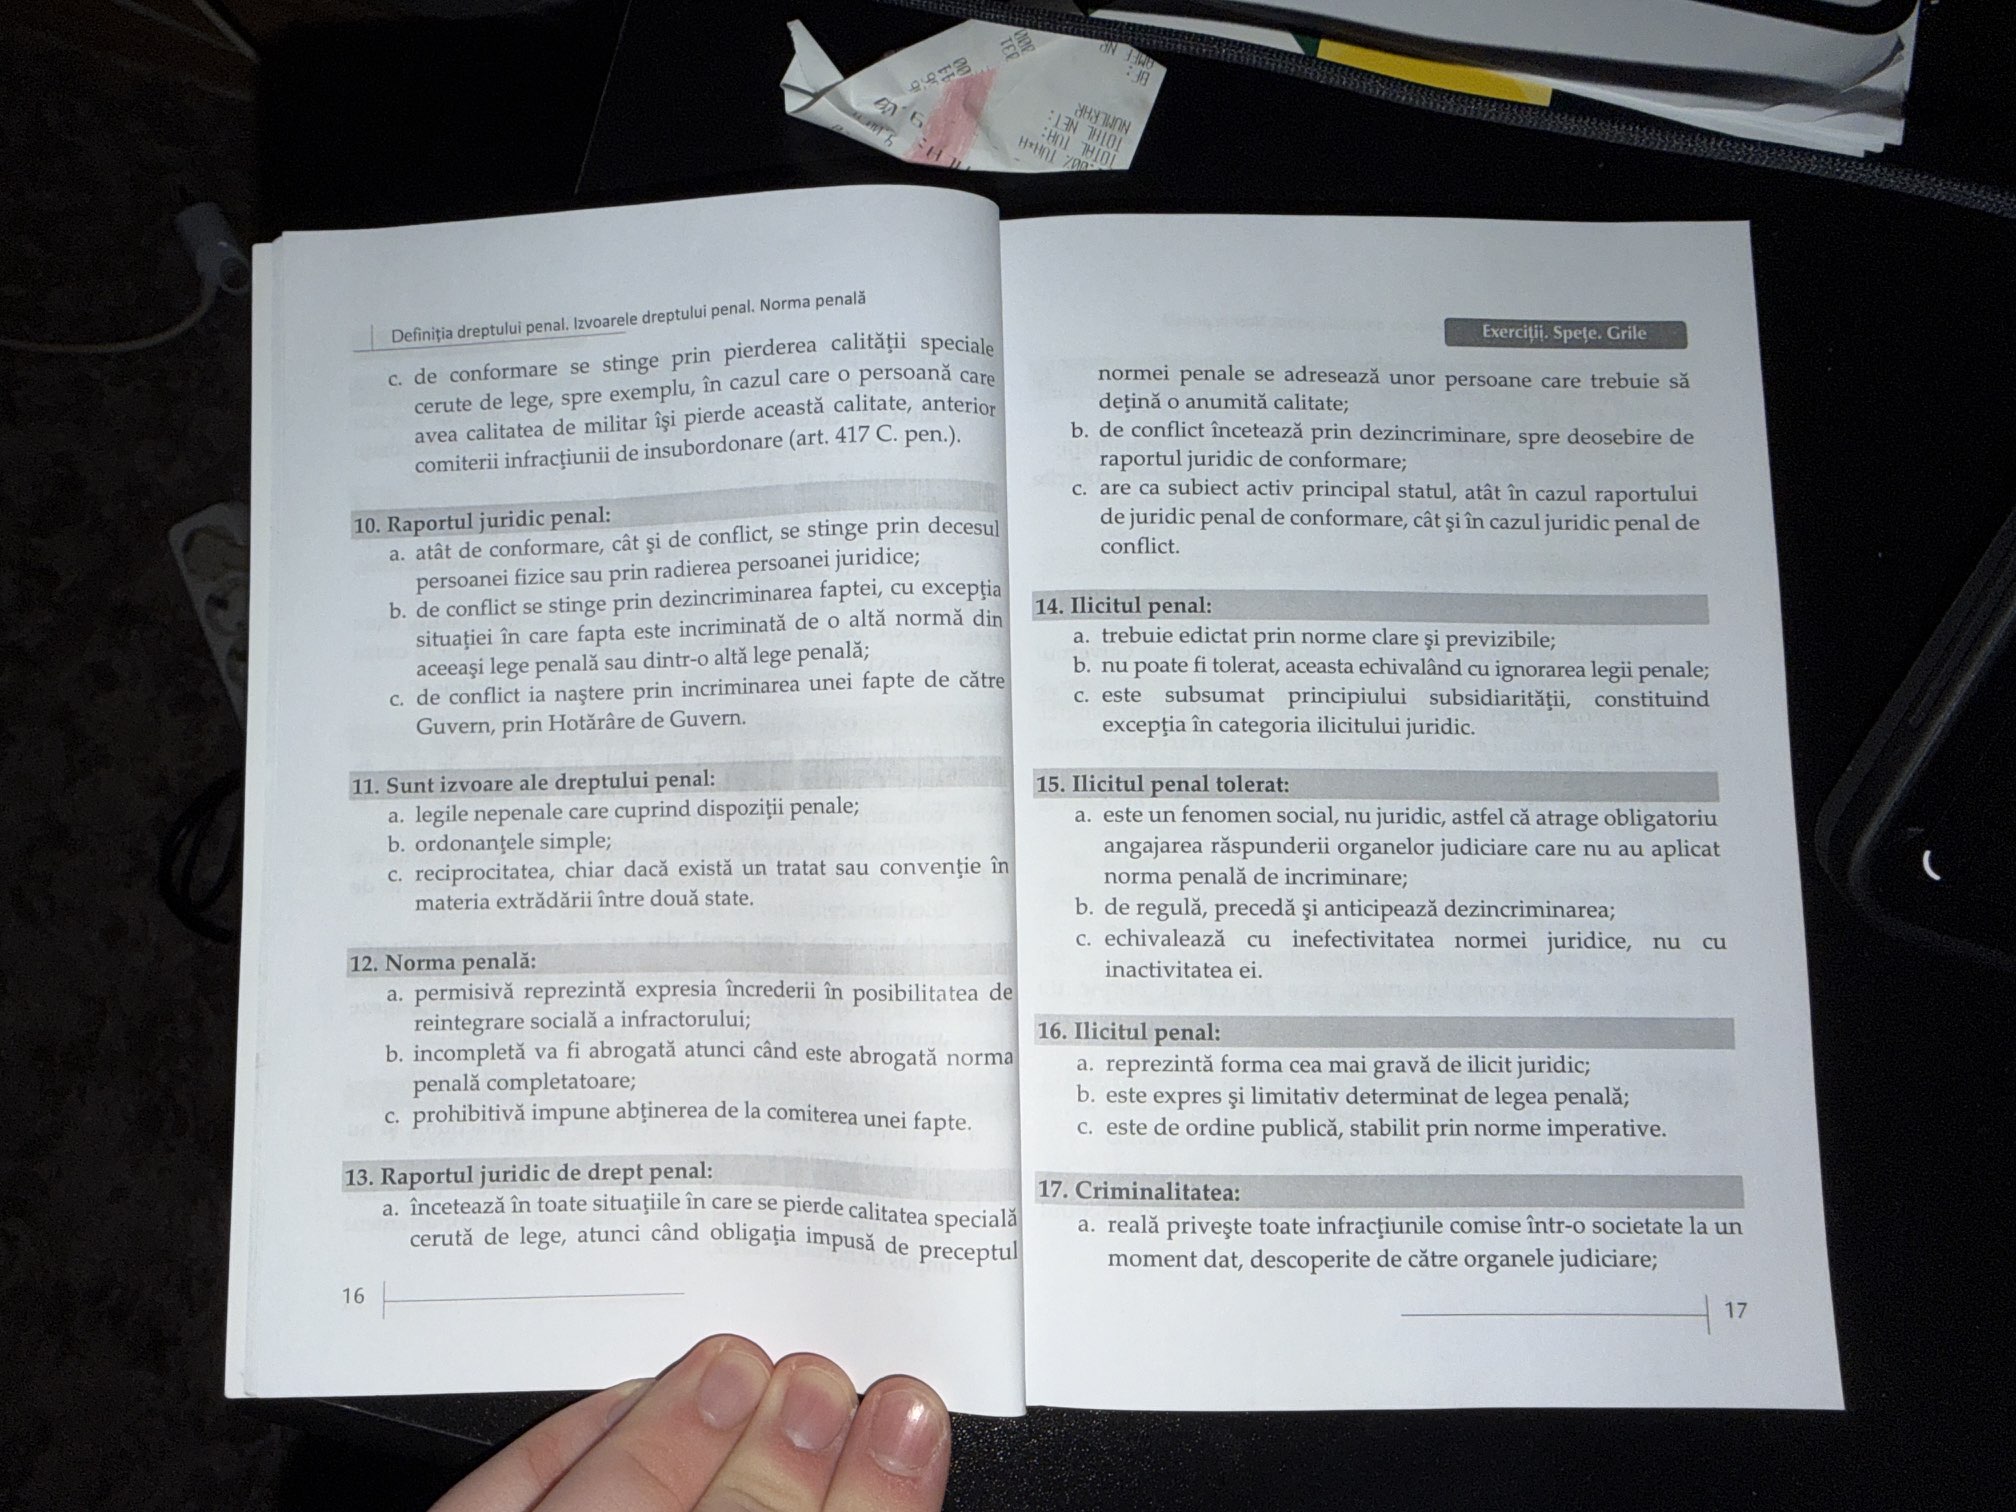 TOTAL NET:
NUMERAR
Definiția dreptului penal. Izvoarele dreptului penal. Norma penală
c. de conformare se stinge prin pierderea calității speciale
cerute de lege, spre exemplu, în cazul care o persoană care
avea calitatea de militar își pierde această calitate, anterior
comiterii infracțiunii de insubordonare (art. 417 C. pen.).
10. Raportul juridic penal:
a. atât de conformare, cât și de conflict, se stinge prin decesul
persoanei fizice sau prin radierea persoanei juridice;
b. de conflict se stinge prin dezincriminarea faptei, cu excepția
situației în care fapta este incriminată de o altă normă din
aceeași lege penală sau dintr-o altă lege penală;
c. de conflict ia naștere prin incriminarea unei fapte de către
Guvern, prin Hotărâre de Guvern.
11. Sunt izvoare ale dreptului penal:
a. legile nepenale care cuprind dispoziții penale;
b. ordonanțele simple;
c. reciprocitatea, chiar dacă există un tratat sau convenție în
materia extrădării între două state.
12. Norma penală:
a. permisivă reprezintă expresia încrederii în posibilitatea de
reintegrare socială a infractorului;
b. incompletă va fi abrogată atunci când este abrogată norma
penală completatoare;
c. prohibitivă impune abținerea de la comiterea unei fapte.
13. Raportul juridic de drept penal:
a. încetează în toate situațiile în care se pierde calitatea specială
cerută de lege, atunci când obligația impusă de preceptul
16
Exerciții. Spețe. Grile
normei penale se adresează unor persoane care trebuie să
dețină o anumită calitate;
b. de conflict încetează prin dezincriminare, spre deosebire de
raportul juridic de conformare;
c. are ca subiect activ principal statul, atât în cazul raportului
de juridic penal de conformare, cât și în cazul juridic penal de
conflict.
14. Ilicitul penal:
a. trebuie edictat prin norme clare și previzibile;
b. nu poate fi tolerat, aceasta echivalând cu ignorarea legii penale;
c. este subsumat principiului subsidiarității, constituind
excepția în categoria ilicitului juridic.
15. Ilicitul penal tolerat:
a. este un fenomen social, nu juridic, astfel că atrage obligatoriu
angajarea răspunderii organelor judiciare care nu au aplicat
norma penală de incriminare;
b. de regulă, precedă și anticipează dezincriminarea;
c. echivalează cu inefectivitatea normei juridice, nu cu
inactivitatea ei.
16. Ilicitul penal:
a. reprezintă forma cea mai gravă de ilicit juridic;
b. este expres și limitativ determinat de legea penală;
c. este de ordine publică, stabilit prin norme imperative.
17. Criminalitatea:
a. reală privește toate infracțiunile comise într-o societate la un
moment dat, descoperite de către organele judiciare;
17